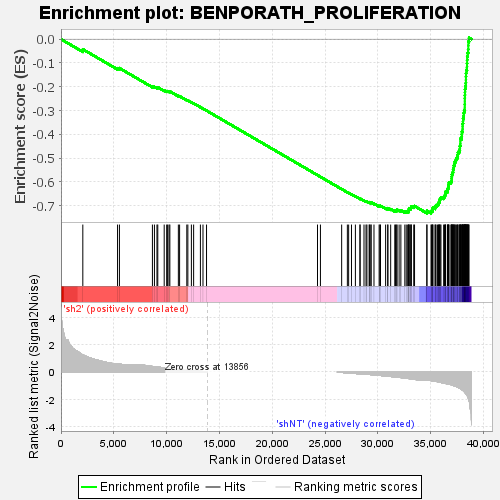 Enrichment plot: BENPORATH_PROLIFERATION
Enrichment score (ES)
0.0
-0.1
-0.2
-0.3
-0.4
-0.5
-0.6
-0.7
'sh2' (positively correlated)
Ranked list metric (Signal2Noise)
4
2
0
-2
-4
Zero cross at 13856
'shNT' (negatively correlated)
0
5,000
10,000
15,000
20,000
25,000
30,000
35,000
40,000
Rank in Ordered Dataset
Enrichment profile
Hits
Ranking metric scores